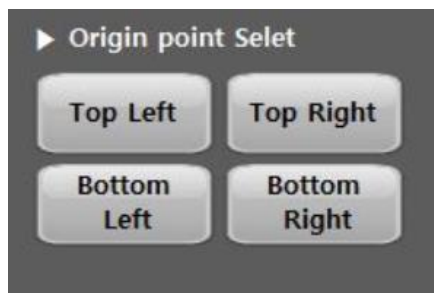 ▶ Origin point Selet
Top Left
Top Right
Bottom
Left
Bottom
Right